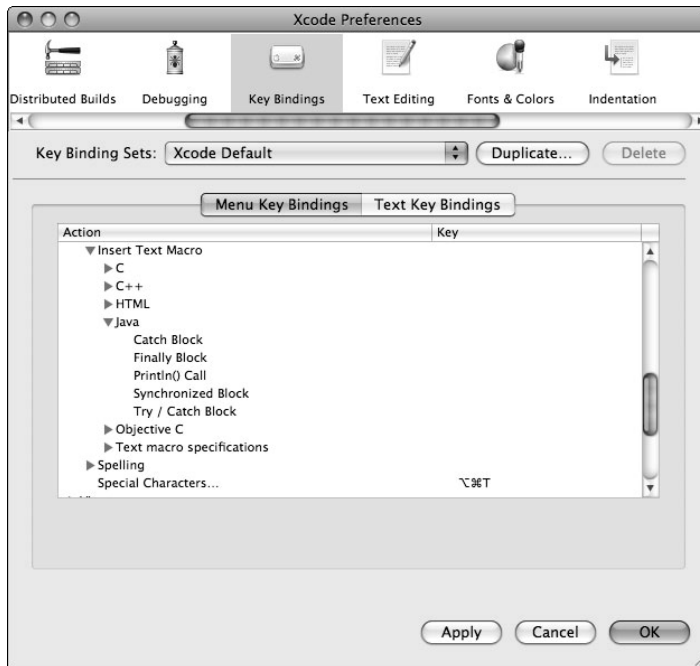 Xcode Preferences
Distributed Builds Debugging Key Bindings Text Editing Fonts & Colors Indentation
Key Binding Sets: Xcode Default Duplicate... Delete
Menu Key Bindings Text Key Bindings
Action Key
Insert Text Macro
C
C++
HTML
Java
Catch Block
Finally Block
Println() Call
Synchronized Block
Try / Catch Block
Objective C
Text macro specifications
Spelling
Special Characters... ⌥⌘T
Apply Cancel OK